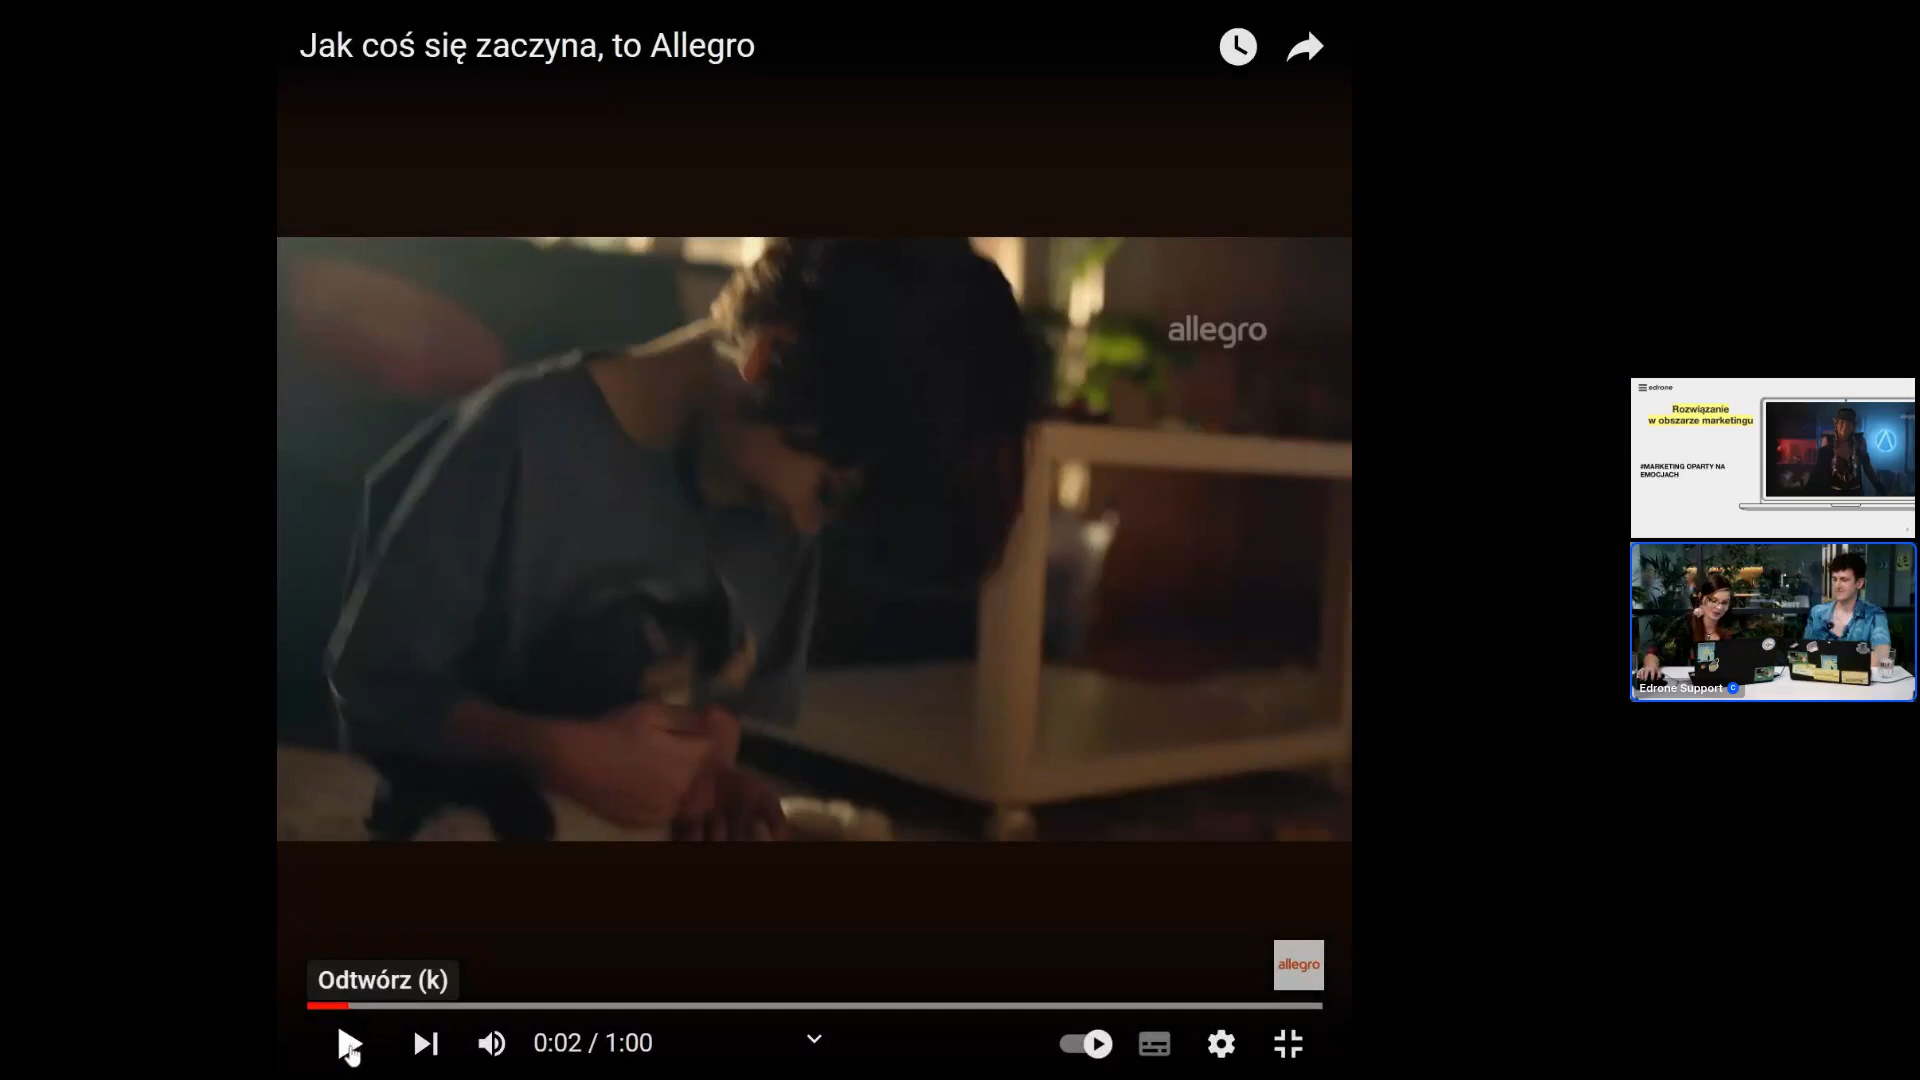 Jak coś się zaczyna, to Allegro
allegro
allegro
Odtwórz (k)
0:02 / 1:00
edrone
Rozwiązanie
w obszarze marketingu
#MARKETING OPARTY NA
EMOCJACH
Edrone Support